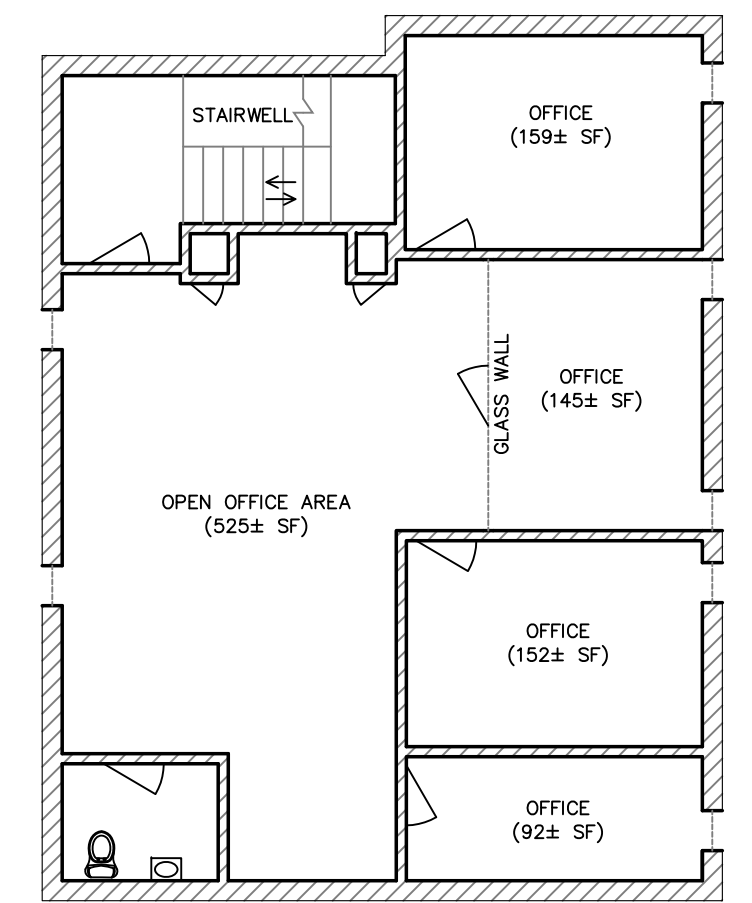 STAIRWELL
OFFICE
(159± SF)
GLASS WALL
OFFICE
(145± SF)
OPEN OFFICE AREA
(525± SF)
OFFICE
(152± SF)
OFFICE
(92± SF)